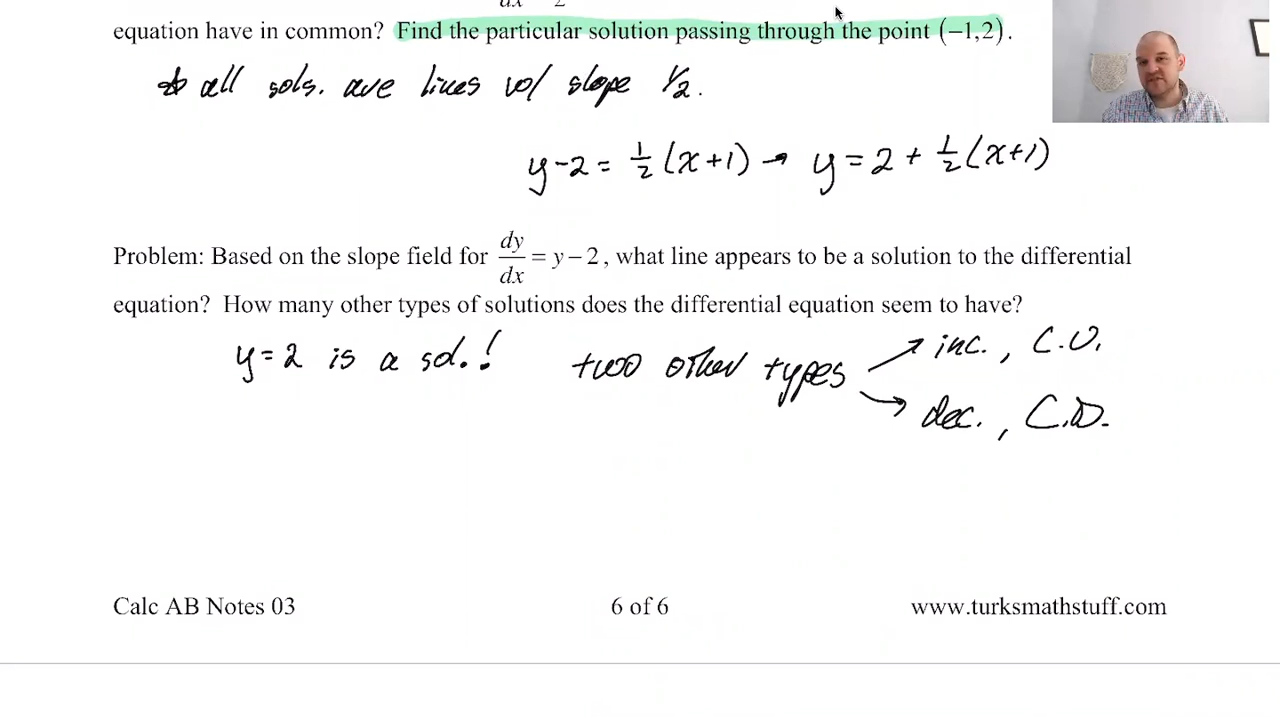 equation have in common? Find the particular solution passing through the point (−1,2).
all sols. are lines w/ slope 1/2.
y-2 = 1/2 (x+1) → y = 2 + 1/2 (x+1)
Problem: Based on the slope field for dy/dx = y − 2, what line appears to be a solution to the differential
equation? How many other types of solutions does the differential equation seem to have?
y=2 is a sol.! two other types → inc., C.U.
→ dec., C.D.
Calc AB Notes 03 6 of 6 www.turksmathstuff.com